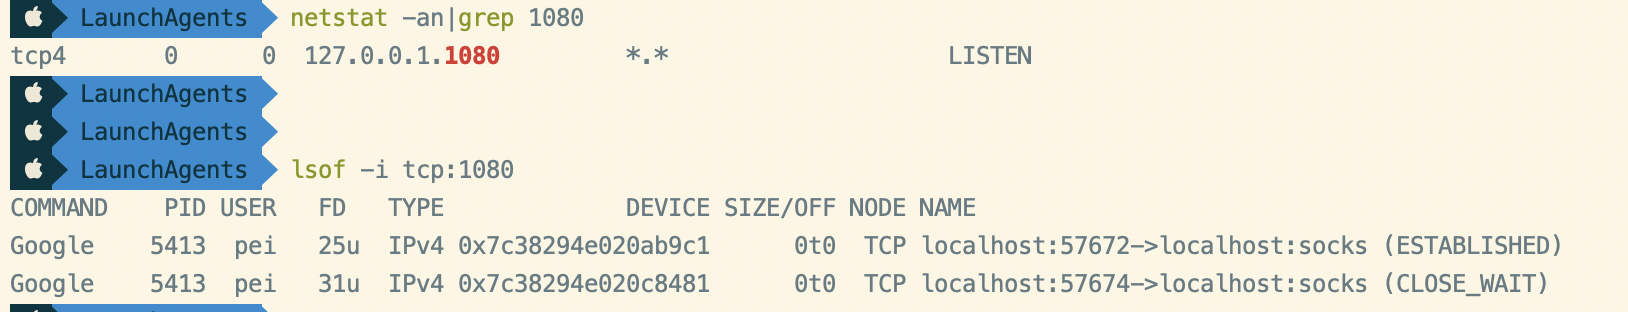 LaunchAgents netstat -an|grep 1080
tcp4 0 0 127.0.0.1.1080 *.* LISTEN
LaunchAgents
LaunchAgents
LaunchAgents lsof -i tcp:1080
COMMAND PID USER FD TYPE DEVICE SIZE/OFF NODE NAME
Google 5413 pei 25u IPv4 0x7c38294e020ab9c1 0t0 TCP localhost:57672->localhost:socks (ESTABLISHED)
Google 5413 pei 31u IPv4 0x7c38294e020c8481 0t0 TCP localhost:57674->localhost:socks (CLOSE_WAIT)